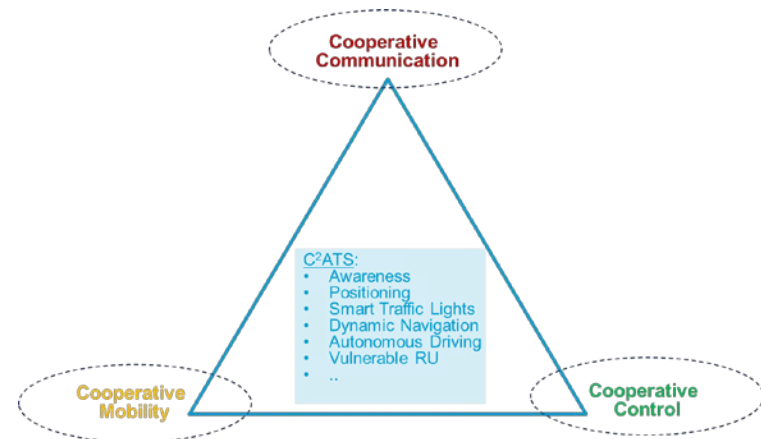 Cooperative
Communication
C²ATS:
• Awareness
• Positioning
• Smart Traffic Lights
• Dynamic Navigation
• Autonomous Driving
• Vulnerable RU
• ..
Cooperative
Mobility
Cooperative
Control